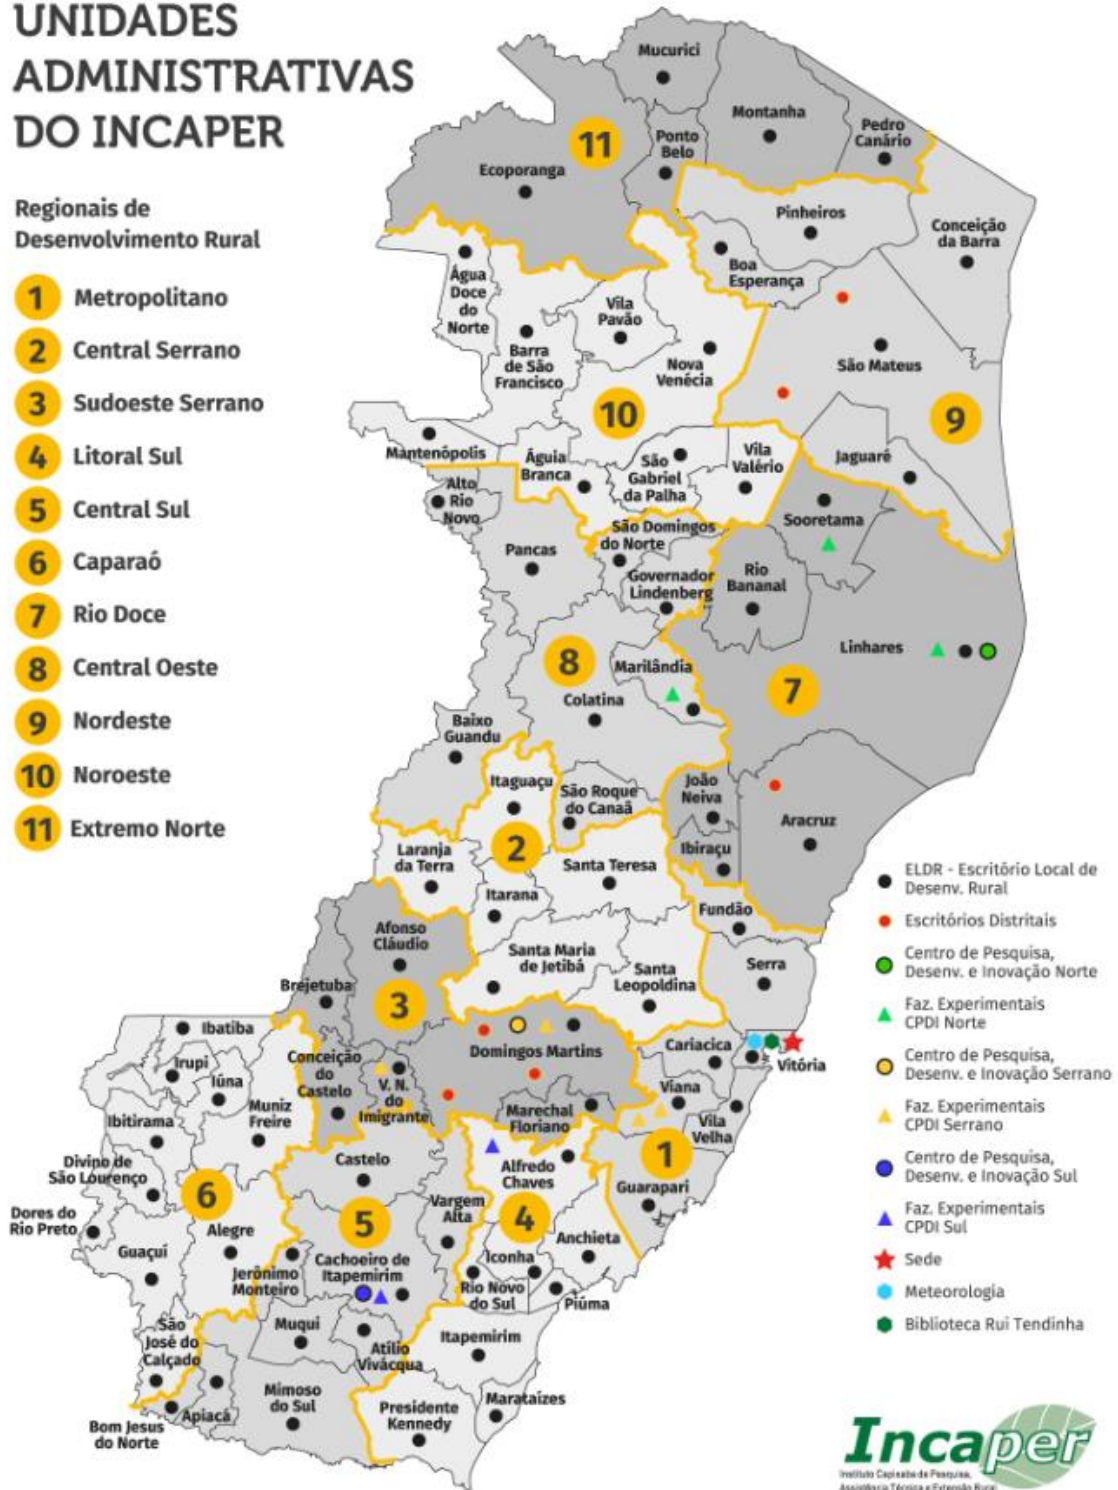 UNIDADES
ADMINISTRATIVAS
DO INCAPER
Regionais de
Desenvolvimento Rural
1 Metropolitano
2 Central Serrano
3 Sudoeste Serrano
4 Litoral Sul
5 Central Sul
6 Caparaó
7 Rio Doce
8 Central Oeste
9 Nordeste
10 Noroeste
11 Extremo Norte
Mucurici
Montanha
Pedro
Canário
Ponto
Belo
11
Ecoporanga
Pinheiros
Conceição
da Barra
Boa
Esperança
Água
Doce
do
Norte
Vila
Pavão
Barra
de São
Francisco
Nova
Venécia
São Mateus
10
9
Mantenópolis
Águia
Branca
São
Gabriel
da Palha
Vila
Valério
Jaguaré
Alto
Rio
Novo
Sooretama
São Domingos
do Norte
Pancas
Governador
Lindenberg
Rio
Bananal
Linhares
8
Marilândia
7
Colatina
Baixo
Guandu
Itaguaçu
São Roque
do Canaã
João
Neiva
Aracruz
2
Laranja
da Terra
Santa Teresa
Ibiraçu
Itarana
Fundão
Afonso
Cláudio
Santa Maria
de Jetibá
Santa
Leopoldina
Serra
Brejetuba
3
Ibatiba
Domingos Martins
Cariacica
Vitória
Irupi
Iúna
Conceição
do
Castelo
V. N.
do
Imigrante
Viana
Ibitirama
Muniz
Freire
Marechal
Floriano
Vila
Velha
Divino de
São Lourenço
Castelo
Alfredo
Chaves
1
6
Guarapari
Dores do
Rio Preto
Vargem
Alta
5
4
Alegre
Guaçuí
Anchieta
Cachoeiro de
Itapemirim
Iconha
Jerônimo
Monteiro
Rio Novo
do Sul
Piúma
São
José do
Calçado
Muqui
Itapemirim
Atílio
Vivácqua
Mimoso
do Sul
Presidente
Kennedy
Marataízes
Apiacá
Bom Jesus
do Norte
ELDR - Escritório Local de
Desenv. Rural
Escritórios Distritais
Centro de Pesquisa,
Desenv. e Inovação Norte
Faz. Experimentais
CPDI Norte
Centro de Pesquisa,
Desenv. e Inovação Serrano
Faz. Experimentais
CPDI Serrano
Centro de Pesquisa,
Desenv. e Inovação Sul
Faz. Experimentais
CPDI Sul
Sede
Meteorologia
Biblioteca Rui Tendinha
Incaper
Instituto Capixaba de Pesquisa,
Assistência Técnica e Extensão Rural